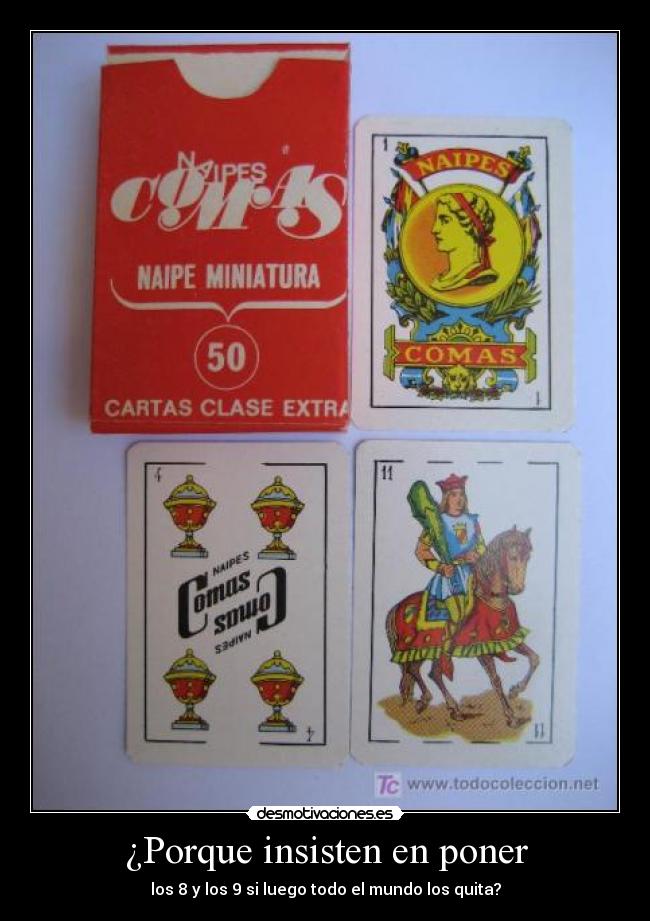 NAIPES
COMAS
NAIPE MINIATURA
50
CARTAS CLASE EXTRA
1
NAIPES
COMAS
1
4
NAIPES
Comas
Comas
NAIPES
4
11
11
TC www.todocoleccion.net
desmotivaciones.es
¿Porque insisten en poner
los 8 y los 9 si luego todo el mundo los quita?